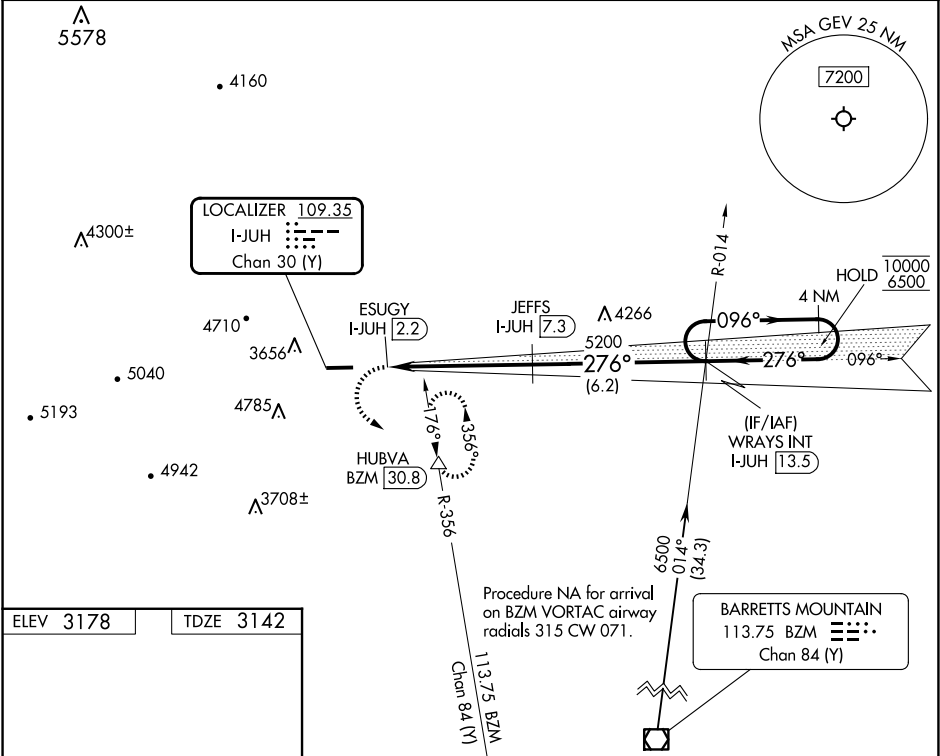 5578
4160
MSA GEV 25 NM
7200
LOCALIZER 109.35
I-JUH
Chan 30 (Y)
4300±
R-014
HOLD
10000
6500
4 NM
ESUGY
I-JUH 2.2
JEFFS
I-JUH 7.3
4266
096°
4710
3656
5200
276°
276°
096°
(6.2)
5040
5193
4785
176°
356°
(IF/IAF)
WRAYS INT
I-JUH 13.5
4942
HUBVA
BZM 30.8
3708±
R-356
6500
014°
(34.3)
Procedure NA for arrival
on BZM VORTAC airway
radials 315 CW 071.
BARRETTS MOUNTAIN
113.75 BZM
Chan 84 (Y)
ELEV 3178
TDZE 3142
113.75 BZM
Chan 84 (Y)